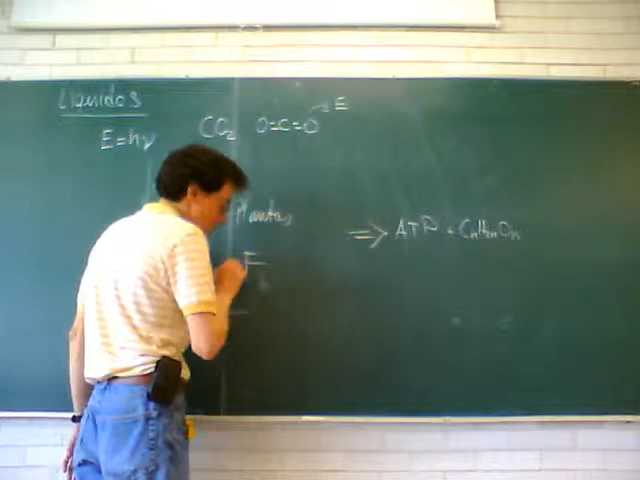 Líquidos
E=hν
CO₂ O=C=O → E
Plantas
⇒ ATP + CnH2nOn
F